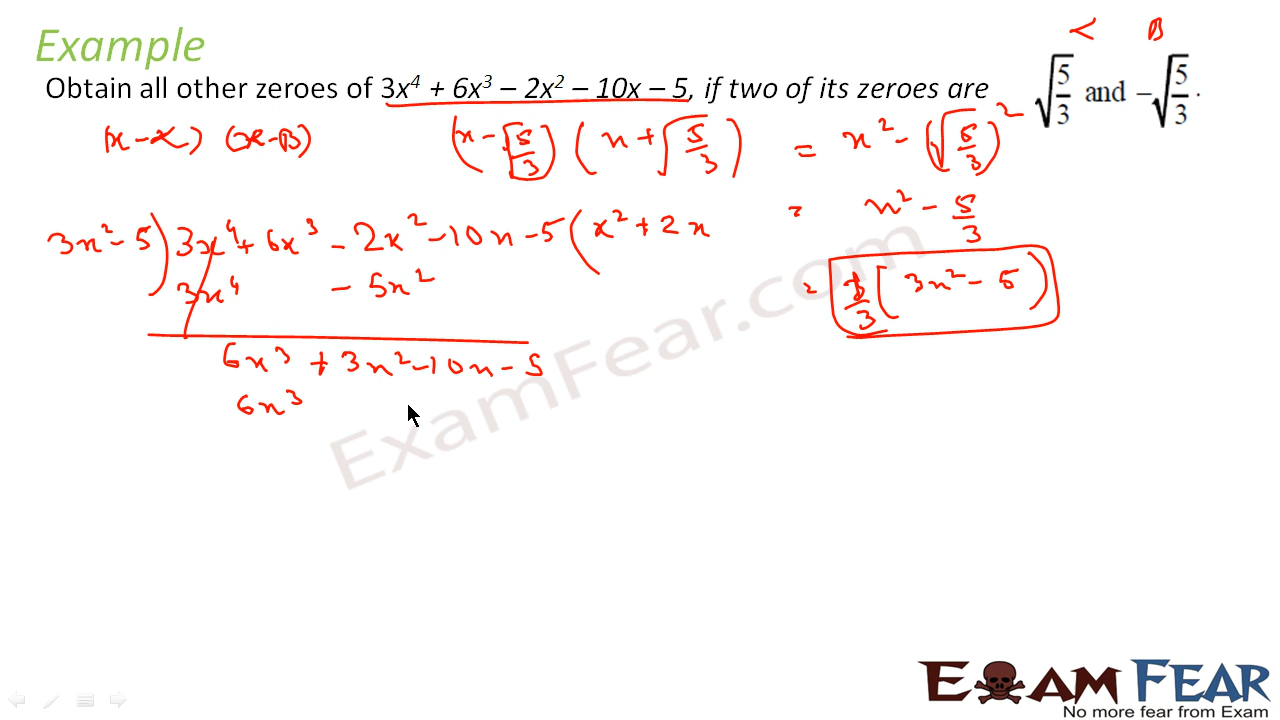 Example
< B
Obtain all other zeroes of 3x⁴ + 6x³ – 2x² – 10x – 5, if two of its zeroes are √(5/3) and –√(5/3).
(x - α) (x - B) (x - √(5/3)) (x + √(5/3)) = x² - (√(5/3))²
= x² - 5/3
3x² - 5) 3x⁴ + 6x³ - 2x² - 10x - 5 (x² + 2x
3x⁴ - 5x²
= 1/3 (3x² - 5)
6x³ + 3x² - 10x - 5
6x³
ExamFear.com
EXAM FEAR
No more fear from Exam